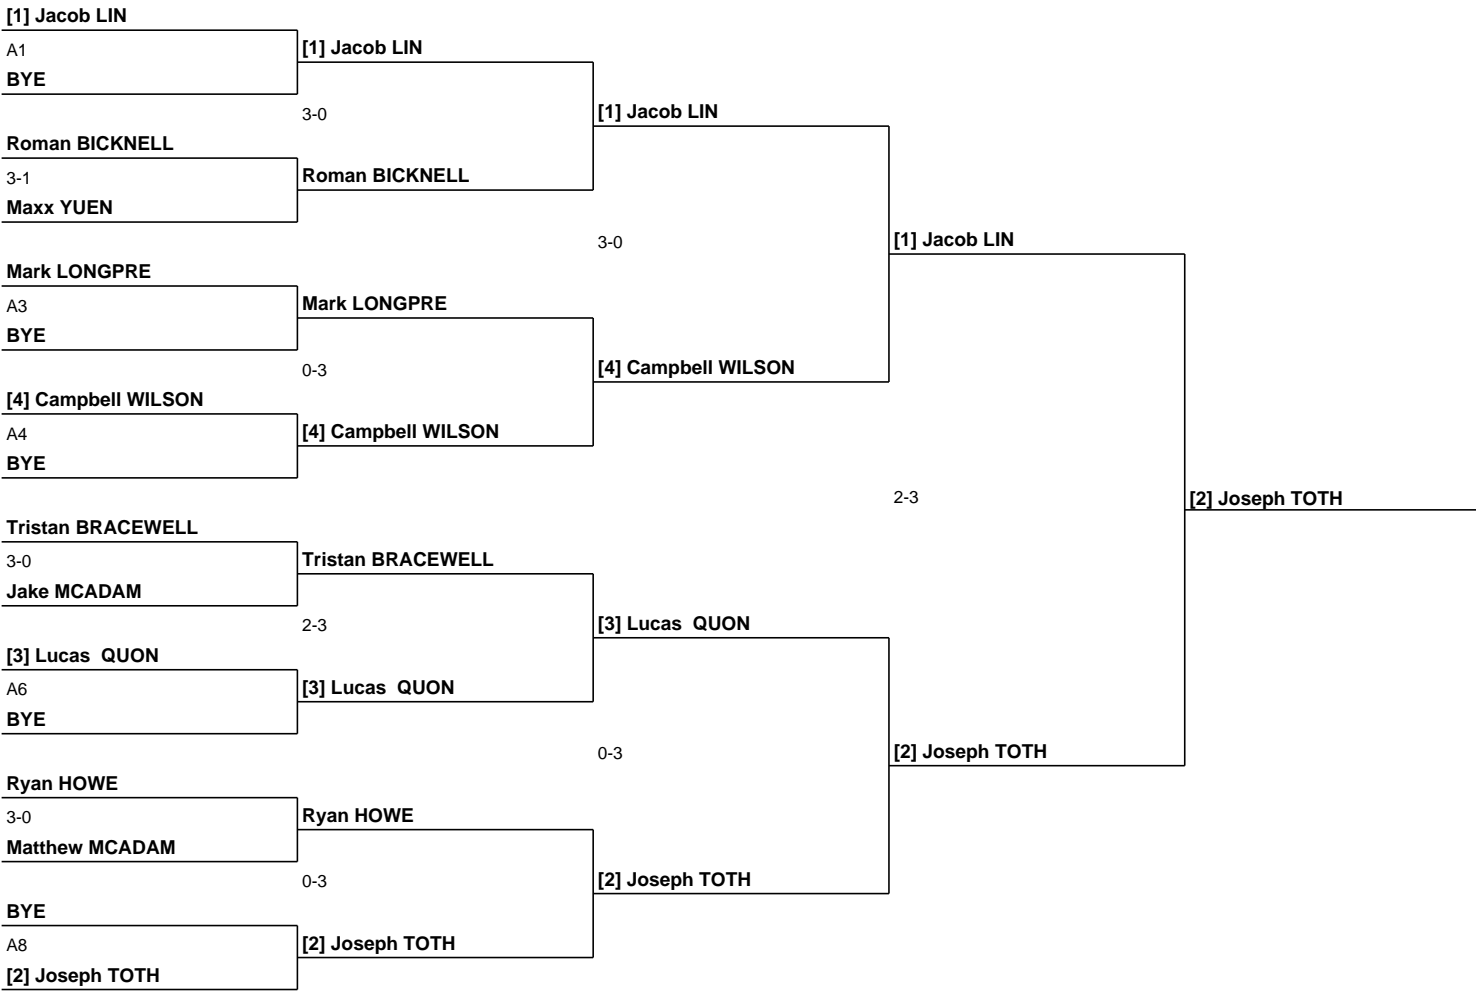 [1] Jacob LIN
A1
BYE
[1] Jacob LIN
3-0
Roman BICKNELL
3-1
Maxx YUEN
Roman BICKNELL
[1] Jacob LIN
3-0
Mark LONGPRE
A3
BYE
Mark LONGPRE
0-3
[4] Campbell WILSON
A4
BYE
[4] Campbell WILSON
[4] Campbell WILSON
[1] Jacob LIN
2-3
[2] Joseph TOTH
Tristan BRACEWELL
3-0
Jake MCADAM
Tristan BRACEWELL
2-3
[3] Lucas  QUON
A6
BYE
[3] Lucas  QUON
[3] Lucas  QUON
0-3
[2] Joseph TOTH
Ryan HOWE
3-0
Matthew MCADAM
Ryan HOWE
0-3
[2] Joseph TOTH
BYE
A8
[2] Joseph TOTH
[2] Joseph TOTH